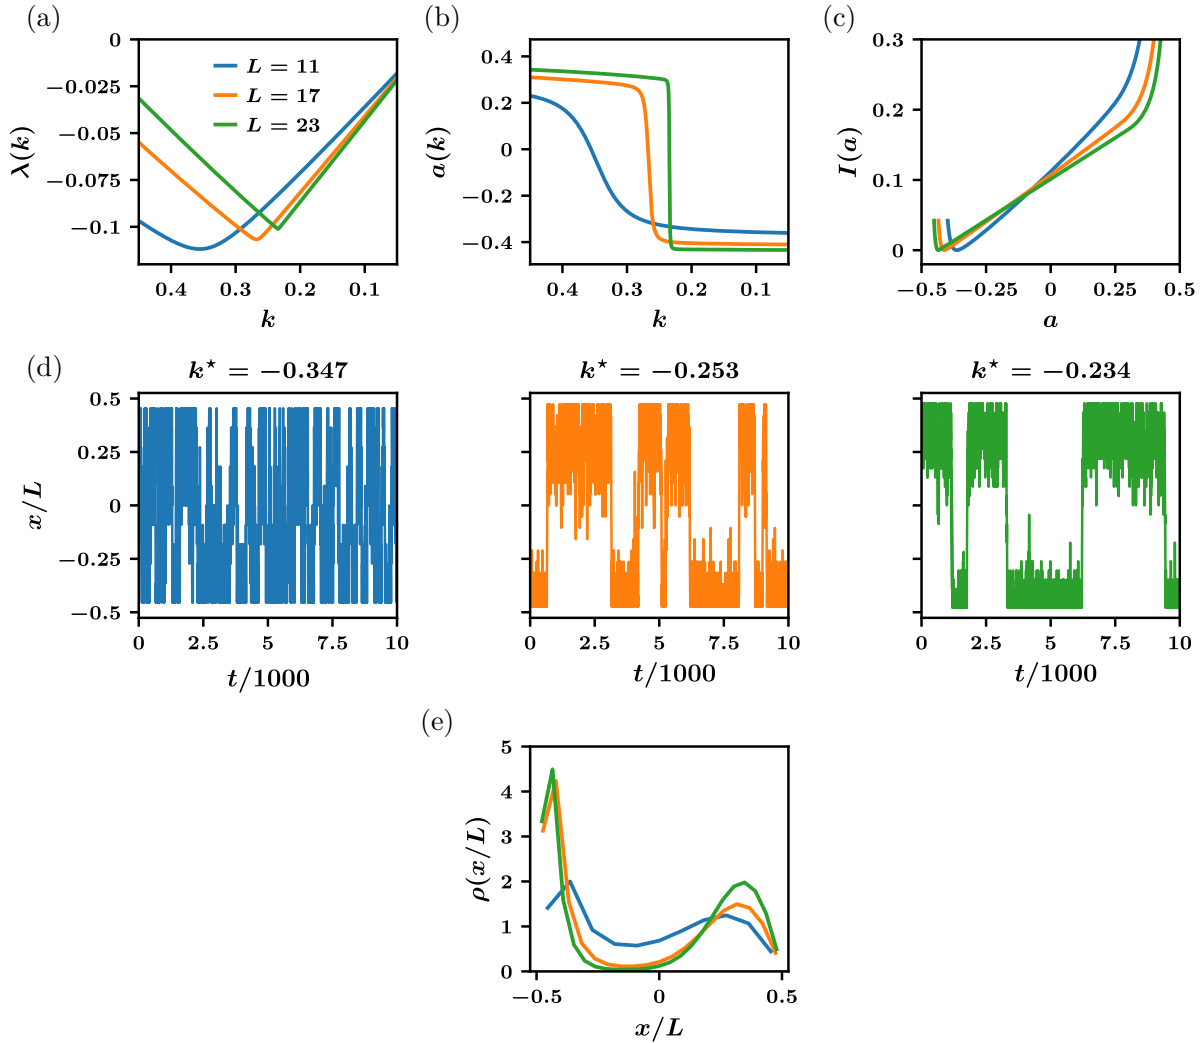 (a)
λ(k)
0
−0.025
−0.05
−0.075
−0.1
L = 11
L = 17
L = 23
0.4 0.3 0.2 0.1
k
(b)
a(k)
0.4
0.2
0
−0.2
−0.4
0.4 0.3 0.2 0.1
k
(c)
I(a)
0.3
0.2
0.1
0
−0.5 −0.25 0 0.25 0.5
a
(d)
k⋆ = −0.347
x/L
0.5
0.25
0
−0.25
−0.5
0 2.5 5 7.5 10
t/1000
k⋆ = −0.253
0 2.5 5 7.5 10
t/1000
k⋆ = −0.234
0 2.5 5 7.5 10
t/1000
(e)
ρ(x/L)
5
4
3
2
1
0
−0.5 0 0.5
x/L